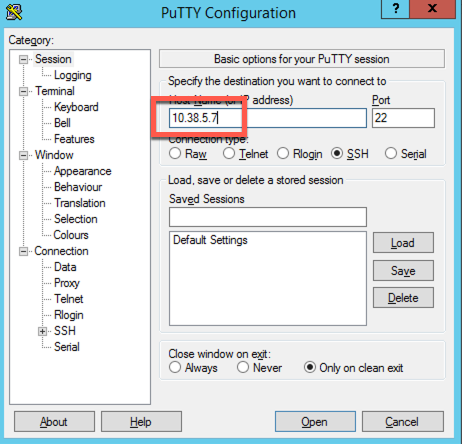 PuTTY Configuration
? x
Category:
Session
Logging
Terminal
Keyboard
Bell
Features
Window
Appearance
Behaviour
Translation
Selection
Colours
Connection
Data
Proxy
Telnet
Rlogin
SSH
Serial
Basic options for your PuTTY session
Specify the destination you want to connect to
Host Name (or IP address) Port
10.38.5.7 22
Connection type:
Raw Telnet Rlogin SSH Serial
Load, save or delete a stored session
Saved Sessions
Default Settings
Load
Save
Delete
Close window on exit:
Always Never Only on clean exit
About Help Open Cancel